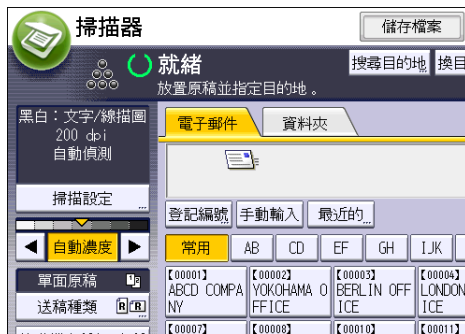 掃描器
儲存檔案
就緒
搜尋目的地
放置原稿並指定目的地。
黑白：文字/線描圖
200 dpi
自動偵測
掃描設定
自動濃度
單面原稿
送稿種類
電子郵件
資料夾
登記編號
手動輸入
最近的
常用
AB
CD
EF
GH
IJK
[00001]
ABCD COMPA
NY
[00002]
YOKOHAMA O
FFICE
[00003]
BERLIN OFF
ICE
[00004]
LONDON
ICE
[00007]
[00008]
[00010]
[00011]